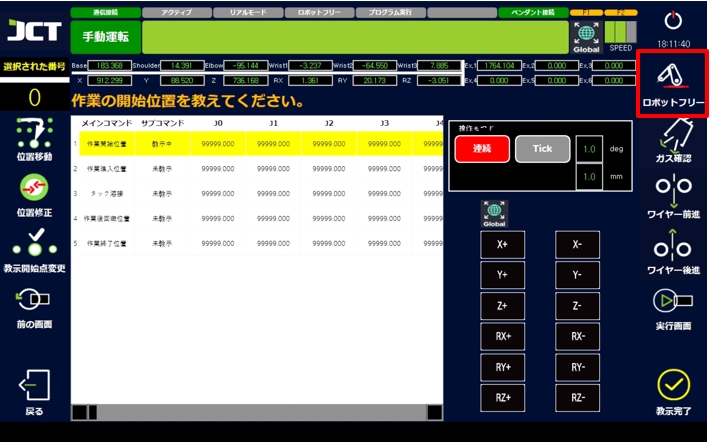 JCT
通信接続 アクティブ リアルモード ロボットフリー プログラム実行 ペンダント接続 F1 F2
手動運転
Global SPEED 18:11:40
選択された番号
0
Base 183.368 Shoulder 14.391 Elbow -95.144 Wrist1 -3.237 Wrist2 -64.550 Wrist3 7.885 Ex.1 1764.104 Ex.2 0.000 Ex.3 0.000
X 912.299 Y 88.520 Z 736.168 RX 1.361 RY 20.173 RZ -3.051 Ex.4 0.000 Ex.5 0.000 Ex.6 0.000
作業の開始位置を教えてください。
メインコマンド サブコマンド J0 J1 J2 J3 J4
1 作業開始位置 教示中 99999.000 99999.000 99999.000 99999.000 9999
2 作業進入位置 未教示 99999.000 99999.000 99999.000 99999.000 9999
3 タック溶接 未教示 99999.000 99999.000 99999.000 99999.000 9999
4 作業後回避位置 未教示 99999.000 99999.000 99999.000 99999.000 9999
5 作業終了位置 未教示 99999.000 99999.000 99999.000 99999.000 9999
位置移動
位置修正
教示開始点変更
前の画面
戻る
操作モード
連続 Tick 1.0 deg
1.0 mm
Global
X+ X-
Y+ Y-
Z+ Z-
RX+ RX-
RY+ RY-
RZ+ RZ-
ロボットフリー
ガス確認
ワイヤー前進
ワイヤー後進
実行画面
教示完了